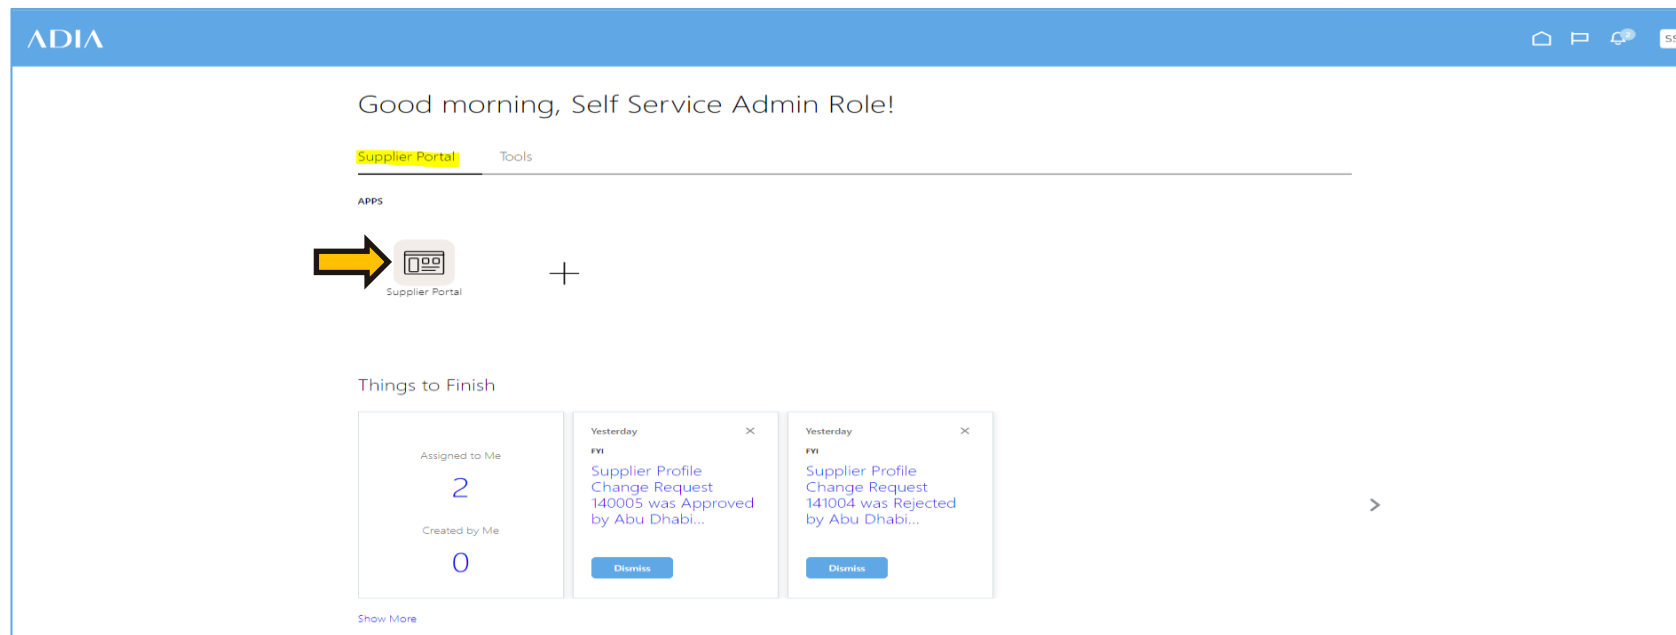 ADIA
2
SS
Good morning, Self Service Admin Role!
Supplier Portal
Tools
APPS
Supplier Portal
Things to Finish
Assigned to Me
2
Created by Me
0
Yesterday
FYI
Supplier Profile
Change Request
140005 was Approved
by Abu Dhabi...
Dismiss
Yesterday
FYI
Supplier Profile
Change Request
141004 was Rejected
by Abu Dhabi...
Dismiss
Show More